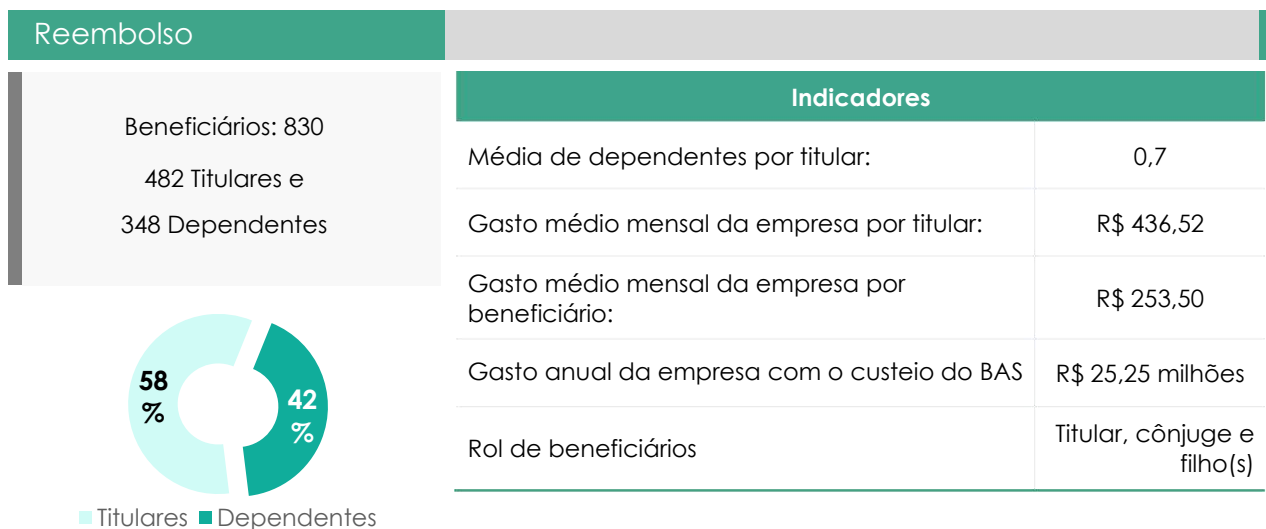 Reembolso
Beneficiários: 830
482 Titulares e
348 Dependentes
58
%
42
%
Titulares Dependentes
Indicadores
Média de dependentes por titular: 0,7
Gasto médio mensal da empresa por titular: R$ 436,52
Gasto médio mensal da empresa por
beneficiário: R$ 253,50
Gasto anual da empresa com o custeio do BAS R$ 25,25 milhões
Rol de beneficiários Titular, cônjuge e
filho(s)